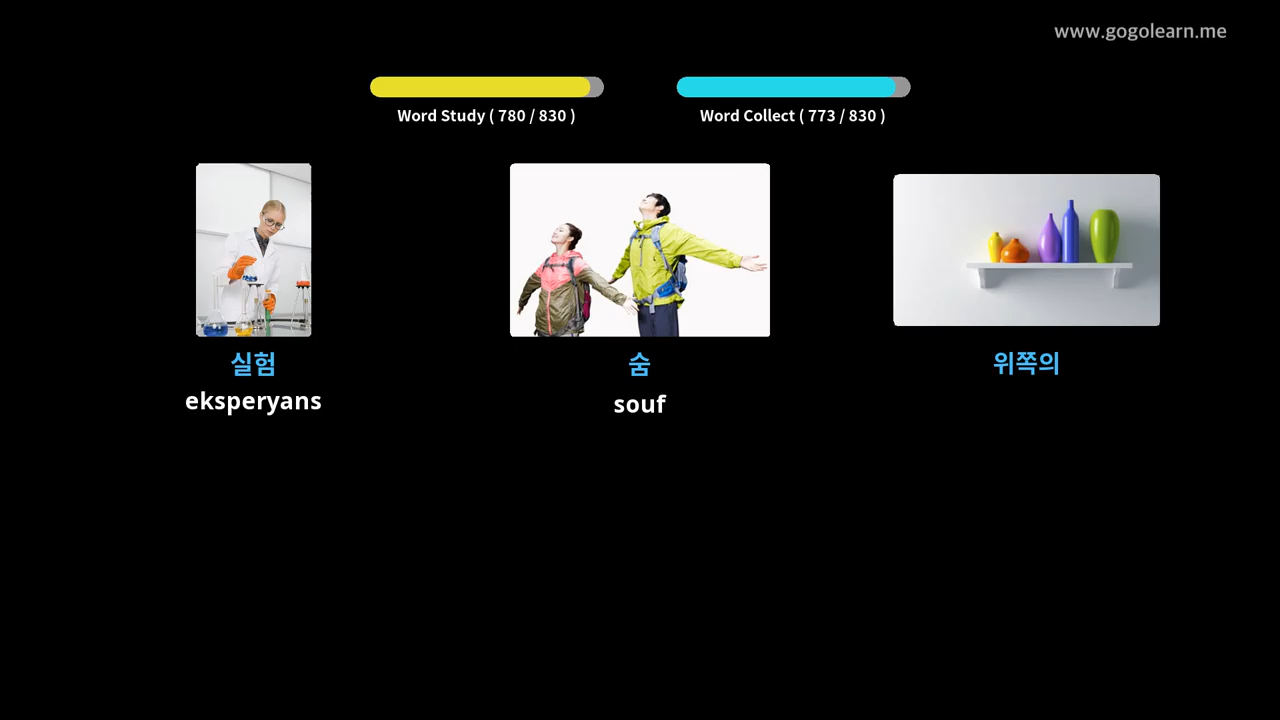 www.gogolearn.me
Word Study ( 780 / 830 )
Word Collect ( 773 / 830 )
실험
eksperyans
숨
souf
위쪽의